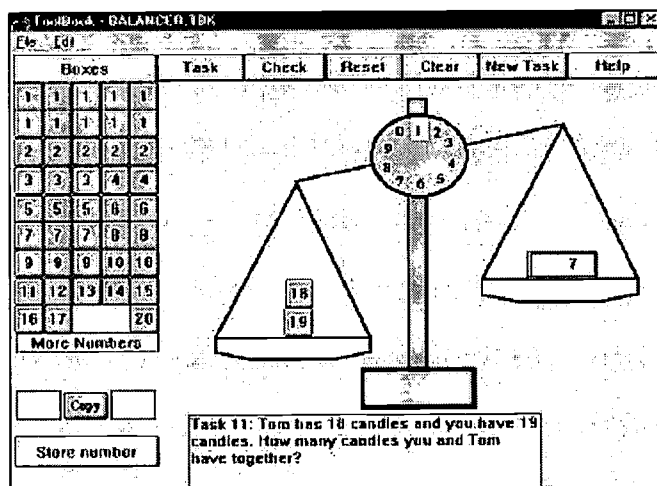 ToolBook - BALANCER.TBK
File Edit
Boxes Task Check Reset Clear New Task Help
1 1 1 1 1
1 1 1 1 1
2 2 2 2 2
3 3 3 4 4
5 5 5 6 6
7 7 7 8 8
9 9 9 10 10
11 12 13 14 15
16 17 20
More Numbers
Copy
Store number
0 1 2 3 4 5 6 7 8 9
18
19
7
Task 11: Tom has 18 candles and you have 19
candles. How many candles you and Tom
have together?